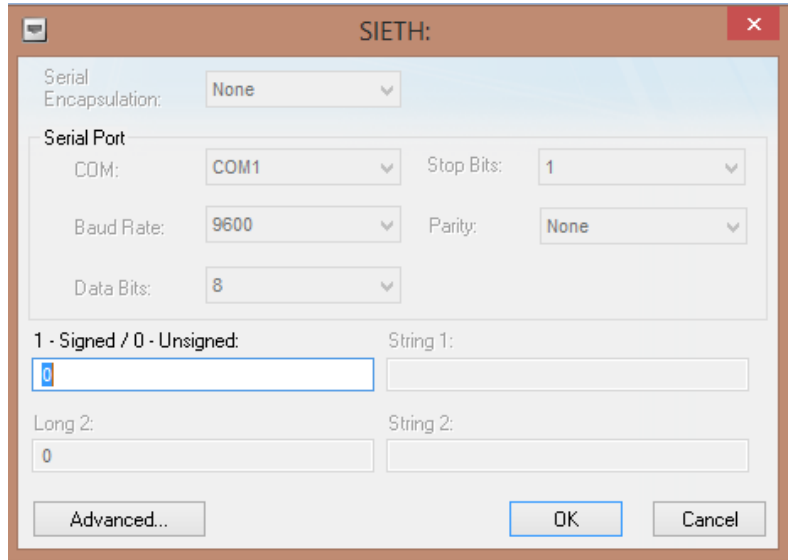 SIETH:
Serial
Encapsulation:
None
Serial Port
COM:
COM1
Stop Bits:
1
Baud Rate:
9600
Parity:
None
Data Bits:
8
1 - Signed / 0 - Unsigned:
String 1:
0
Long 2:
String 2:
0
Advanced...
OK
Cancel